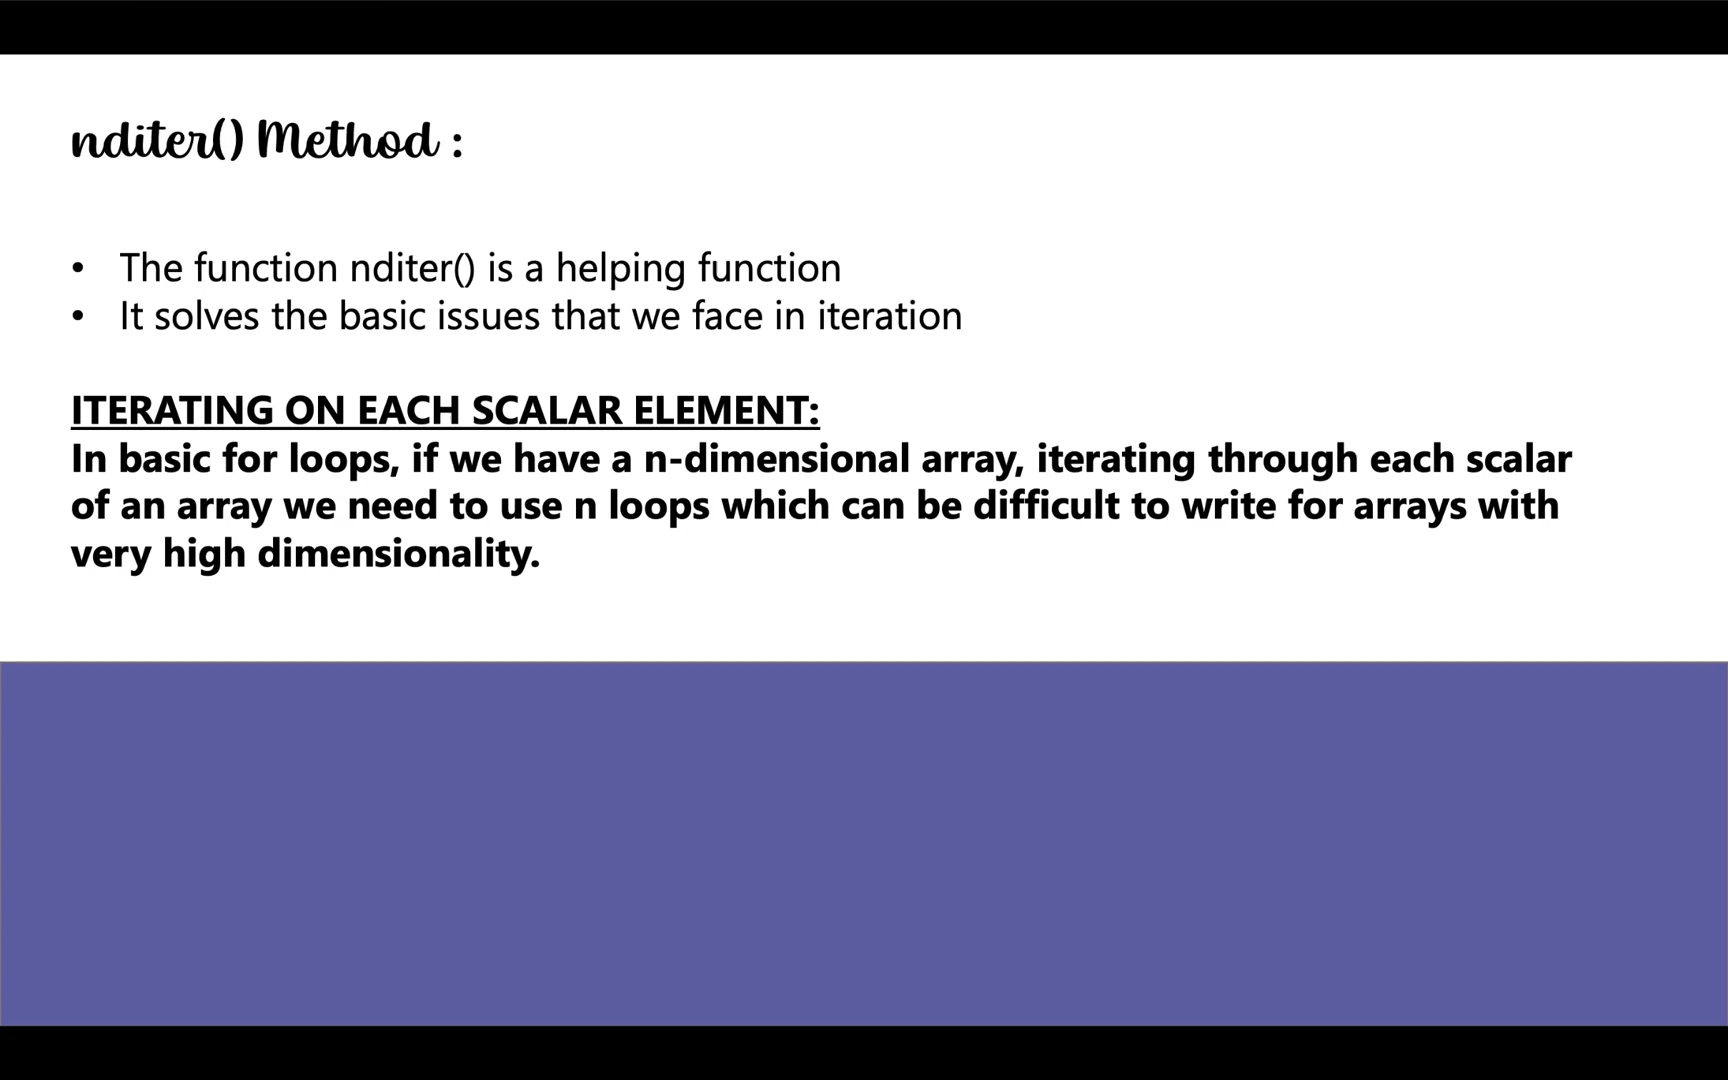 nditer() Method :
• The function nditer() is a helping function
• It solves the basic issues that we face in iteration
ITERATING ON EACH SCALAR ELEMENT:
In basic for loops, if we have a n-dimensional array, iterating through each scalar
of an array we need to use n loops which can be difficult to write for arrays with
very high dimensionality.